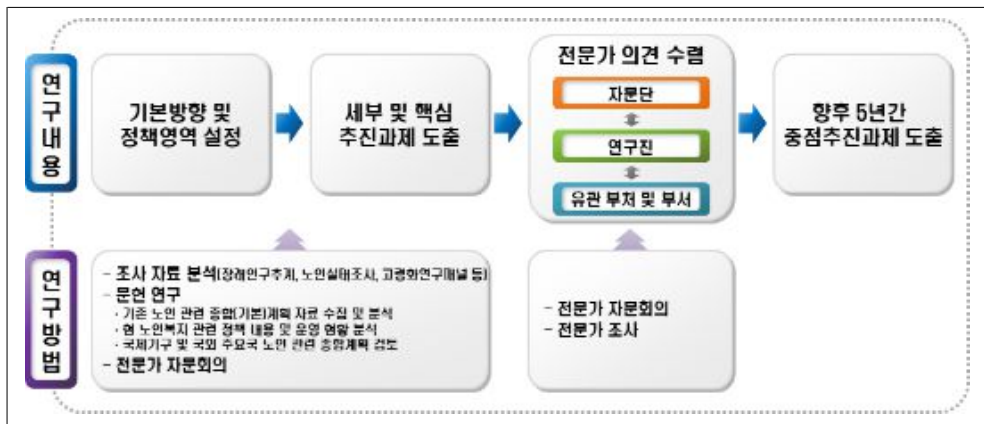 연구내용
기본방향 및
정책영역 설정
세부 및 핵심
추진과제 도출
전문가 의견 수렴
자문단
연구진
유관 부처 및 부서
향후 5년간
중점추진과제 도출
연구방법
- 조사 자료 분석(장래인구추계, 노인실태조사, 고령화연구패널 등)
- 문헌 연구
· 기존 노인 관련 종합(기본)계획 자료 수집 및 분석
· 현 노인복지 관련 정책 내용 및 운영 현황 분석
· 국제기구 및 국외 주요국 노인 관련 종합계획 검토
- 전문가 자문회의
- 전문가 자문회의
- 전문가 조사